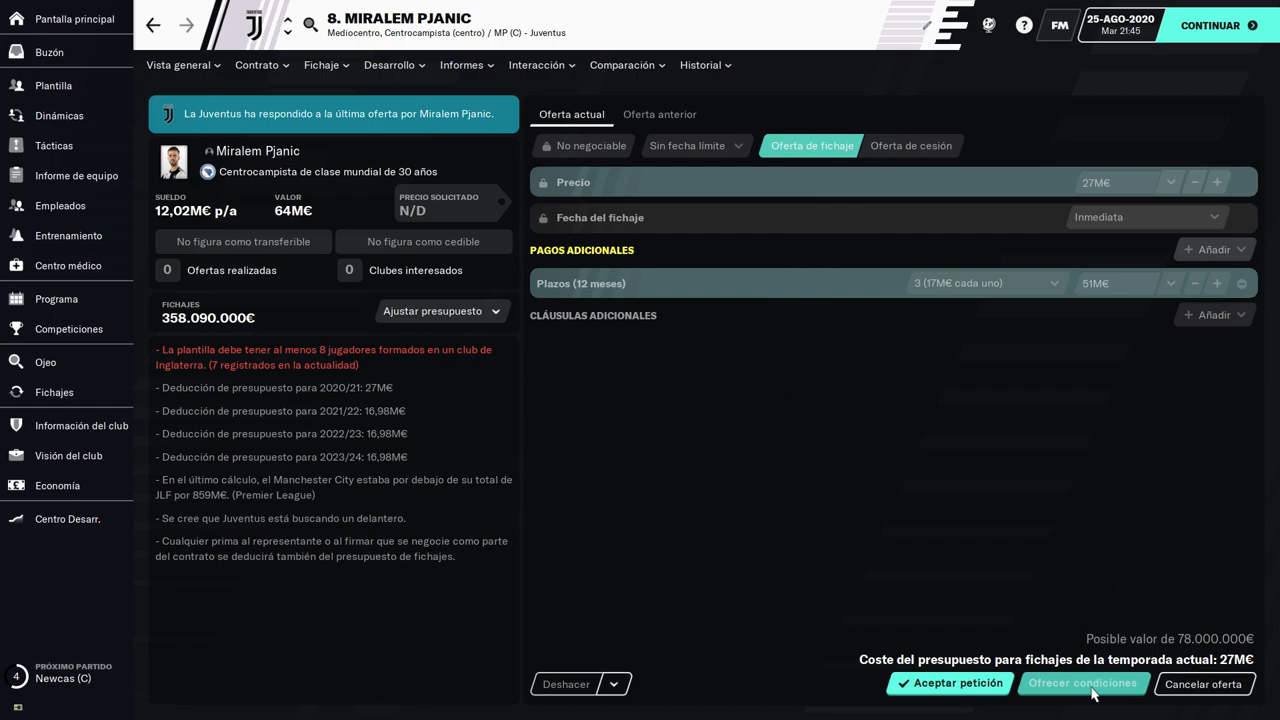 Pantalla principal
Buzón
Plantilla
Dinámicas
Tácticas
Informe de equipo
Empleados
Entrenamiento
Centro médico
Programa
Competiciones
Ojeo
Fichajes
Información del club
Visión del club
Economía
Centro Desarr.
4
PRÓXIMO PARTIDO
Newcas (C)
8. MIRALEM PJANIC
Mediocentro, Centrocampista (centro) / MP (C) - Juventus
?
FM
25-AGO-2020
Mar 21:45
CONTINUAR
Vista general Contrato Fichaje Desarrollo Informes Interacción Comparación Historial
La Juventus ha respondido a la última oferta por Miralem Pjanic.
Miralem Pjanic
Centrocampista de clase mundial de 30 años
SUELDO VALOR PRECIO SOLICITADO
12,02M€ p/a 64M€ N/D
No figura como transferible No figura como cedible
0 Ofertas realizadas 0 Clubes interesados
FICHAJES
358.090.000€
Ajustar presupuesto
- La plantilla debe tener al menos 8 jugadores formados en un club de
Inglaterra. (7 registrados en la actualidad)
- Deducción de presupuesto para 2020/21: 27M€
- Deducción de presupuesto para 2021/22: 16,98M€
- Deducción de presupuesto para 2022/23: 16,98M€
- Deducción de presupuesto para 2023/24: 16,98M€
- En el último cálculo, el Manchester City estaba por debajo de su total de
JLF por 859M€. (Premier League)
- Se cree que Juventus está buscando un delantero.
- Cualquier prima al representante o al firmar que se negocie como parte
del contrato se deducirá también del presupuesto de fichajes.
Oferta actual Oferta anterior
No negociable Sin fecha límite Oferta de fichaje Oferta de cesión
Precio 27M€ − +
Fecha del fichaje Inmediata
PAGOS ADICIONALES + Añadir
Plazos (12 meses) 3 (17M€ cada uno) 51M€ − +
CLÁUSULAS ADICIONALES + Añadir
Posible valor de 78.000.000€
Coste del presupuesto para fichajes de la temporada actual: 27M€
Deshacer Aceptar petición Ofrecer condiciones Cancelar oferta